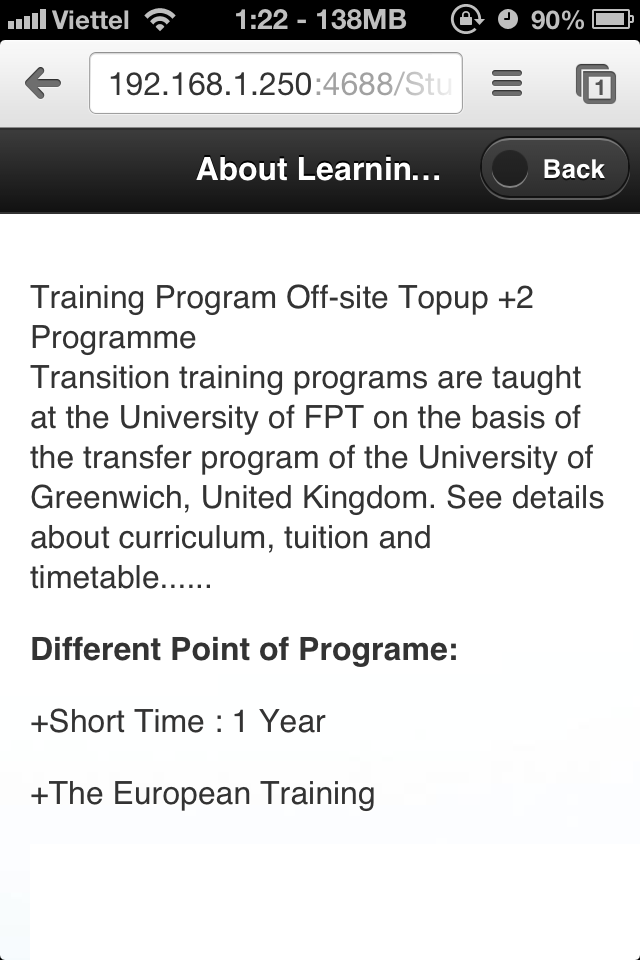 Viettel 1:22 - 138MB 90%
192.168.1.250:4688/Stu
1
About Learnin... Back
Training Program Off-site Topup +2
Programme
Transition training programs are taught
at the University of FPT on the basis of
the transfer program of the University of
Greenwich, United Kingdom. See details
about curriculum, tuition and
timetable......
Different Point of Programe:
+Short Time : 1 Year
+The European Training